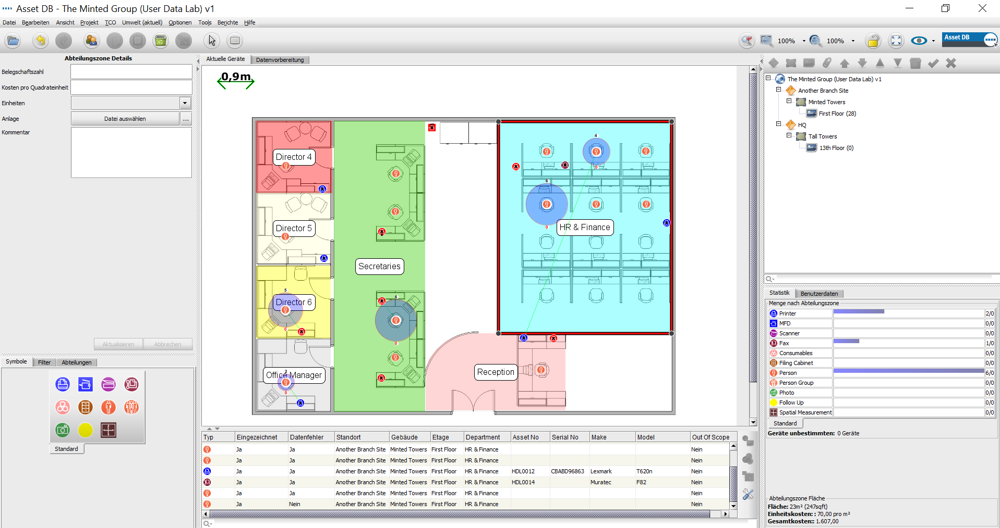 Asset DB - The Minted Group (User Data Lab) v1
Datei Bearbeiten Ansicht Projekt TCO Umwelt (aktuell) Optionen Tools Berichte Hilfe
100% 100% Asset DB
Abteilungszone Details
Belegschaftszahl
Kosten pro Quadrateinheit
Einheiten
Anlage Datei auswählen ...
Kommentar
Aktualisieren Abbrechen
Symbole Filter Abteilungen
Standard
Aktuelle Geräte Datenvorbereitung
0,9m
Director 4
Director 5
5
Director 6
0
2
Office Manager
0
Secretaries
6
0
4
0
6
0
HR & Finance
Reception
Typ Eingezeichnet Datenfehler Standort Gebäude Etage Department Asset No Serial No Make Model Out Of Scope
Ja Ja Another Branch Site Minted Towers First Floor HR & Finance Nein
Ja Ja Another Branch Site Minted Towers First Floor HR & Finance Nein
Ja Ja Another Branch Site Minted Towers First Floor HR & Finance HDL0012 CBABD96863 Lexmark T620n Nein
Ja Ja Another Branch Site Minted Towers First Floor HR & Finance HDL0014 Muratec F82 Nein
Ja Ja Another Branch Site Minted Towers First Floor HR & Finance Nein
Ja Nein Another Branch Site Minted Towers First Floor HR & Finance Nein
The Minted Group (User Data Lab) v1
Another Branch Site
Minted Towers
First Floor (28)
HQ
Tall Towers
13th Floor (0)
Statistik Benutzerdaten
Menge nach Abteilungszone
Printer 2/0
MFD 0/0
Scanner 0/0
Fax 1/0
Consumables 0/0
Filing Cabinet 0/0
Person 6/0
Person Group 0/0
Photo 0/0
Follow Up 0/0
Spatial Measurement 0/0
Standard
Geräte unbestimmten: 0 Geräte
Abteilungszone Fläche
Fläche: 23m² (247sqft)
Einheitskosten: : 70,00 pro m²
Gesamtkosten:: 1.607,00